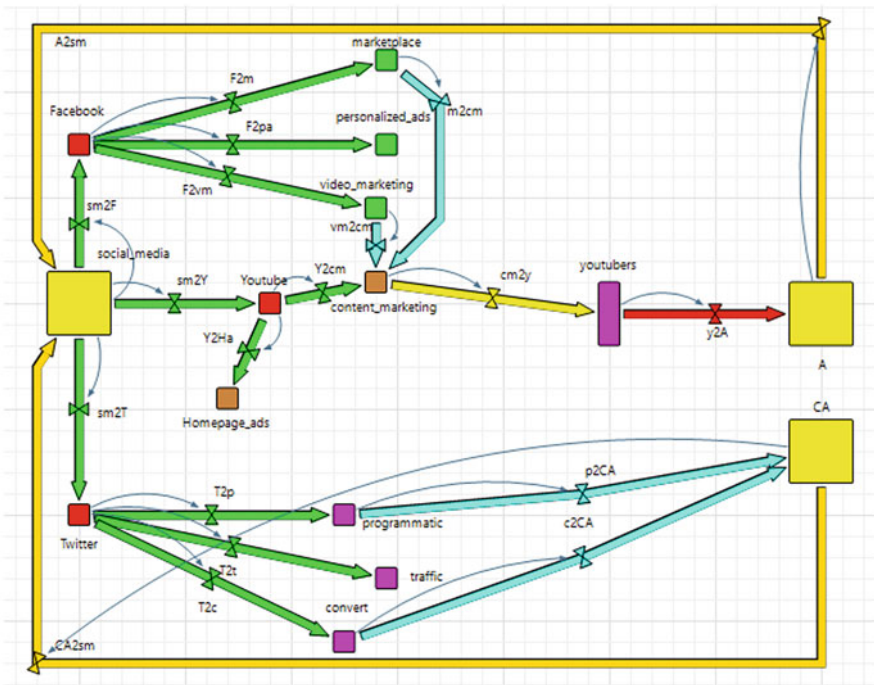 A2sm
marketplace
F2m
Facebook
personalized_ads
m2cm
F2pa
F2vm
video_marketing
sm2F
vm2cm
social_media
youtubers
sm2Y
Youtube
Y2cm
cm2y
content_marketing
Y2Ha
y2A
A
CA
Homepage_ads
sm2T
p2CA
T2p
programmatic
c2CA
Twitter
T2t
traffic
T2c
convert
CA2sm